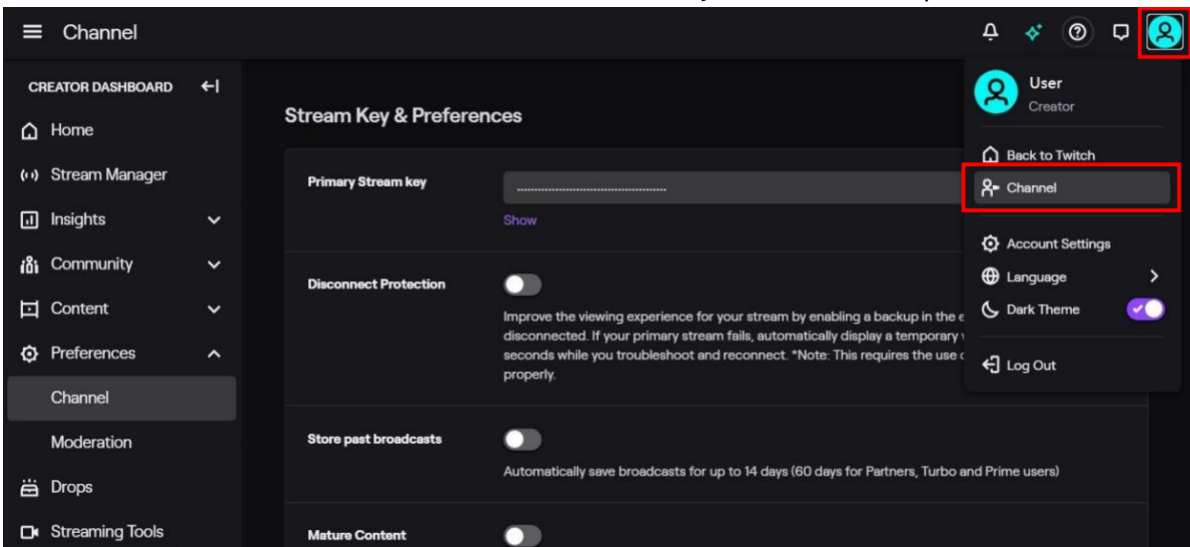 Channel
CREATOR DASHBOARD
Home
Stream Manager
Insights
Community
Content
Preferences
Channel
Moderation
Drops
Streaming Tools
Stream Key & Preferences
Primary Stream key
Show
Disconnect Protection
Improve the viewing experience for your stream by enabling a backup in the
disconnected. If your primary stream fails, automatically display a temporary
seconds while you troubleshoot and reconnect. *Note: This requires the use
properly.
Store past broadcasts
Automatically save broadcasts for up to 14 days (60 days for Partners, Turbo and Prime users)
Mature Content
User
Creator
Back to Twitch
Channel
Account Settings
Language
Dark Theme
Log Out